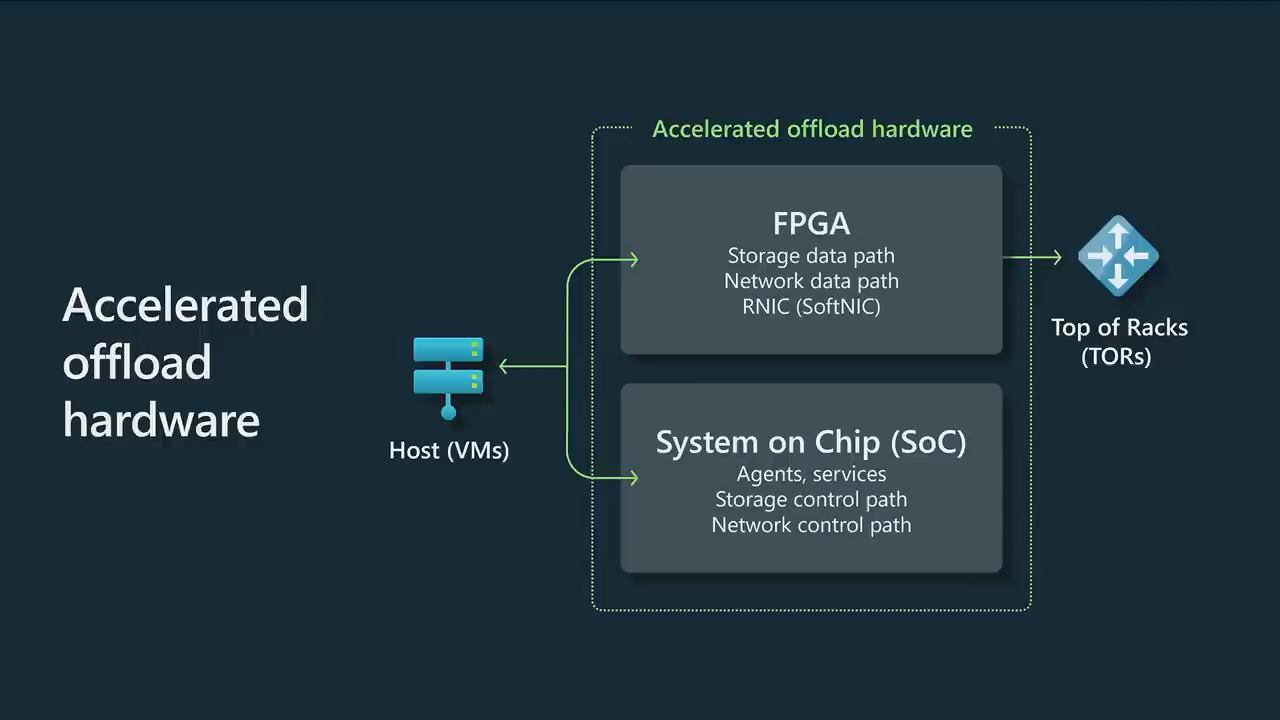 Accelerated
offload
hardware
Host (VMs)
Accelerated offload hardware
FPGA
Storage data path
Network data path
RNIC (SoftNIC)
System on Chip (SoC)
Agents, services
Storage control path
Network control path
Top of Racks
(TORs)